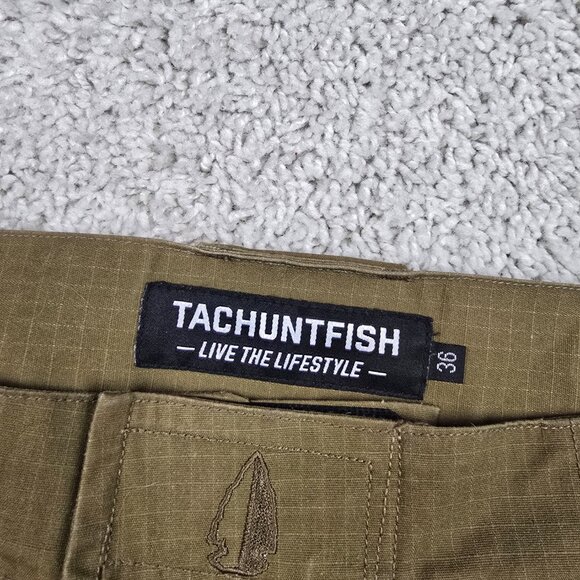 TACHUNTFISH
— LIVE THE LIFESTYLE —
36